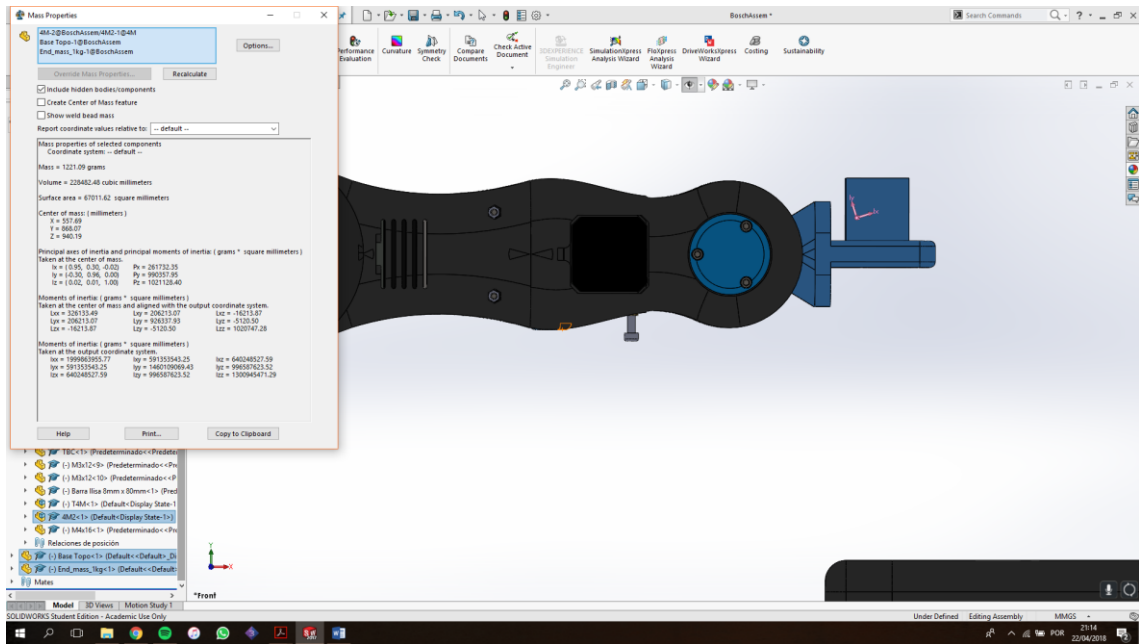 Mass Properties
BoschAssem *
Search Commands
4M-2@BoschAssem/4M2-1@4M
Base Topo-1@BoschAssem
End_mass_1kg-1@BoschAssem
Options...
Override Mass Properties...
Recalculate
Include hidden bodies/components
Create Center of Mass feature
Show weld bead mass
Report coordinate values relative to:
-- default --
Performance Evaluation
Curvature
Symmetry Check
Compare Documents
Check Active Document
3DEXPERIENCE Simulation Engineer
SimulationXpress Analysis Wizard
FloXpress Analysis Wizard
DriveWorksXpress Wizard
Costing
Sustainability
Mass properties of selected components
Coordinate system: -- default --
Mass = 1221.09 grams
Volume = 228482.48 cubic millimeters
Surface area = 67011.62 square millimeters
Center of mass: ( millimeters )
X = 557.69
Y = 868.07
Z = 940.19
Principal axes of inertia and principal moments of inertia: ( grams * square millimeters )
Taken at the center of mass.
Ix = ( 0.95, 0.30, -0.02) Px = 261732.35
Iy = (-0.30, 0.96, 0.00) Py = 990357.95
Iz = ( 0.02, 0.01, 1.00) Pz = 1021128.40
Moments of inertia: ( grams * square millimeters )
Taken at the center of mass and aligned with the output coordinate system.
Lxx = 326133.49 Lxy = 206213.07 Lxz = -16213.87
Lyx = 206213.07 Lyy = 926337.93 Lyz = -5120.50
Lzx = -16213.87 Lzy = -5120.50 Lzz = 1020747.28
Moments of inertia: ( grams * square millimeters )
Taken at the output coordinate system.
Ixx = 1999863955.77 Ixy = 591353543.25 Ixz = 640248527.59
Iyx = 591353543.25 Iyy = 1460109069.43 Iyz = 996587623.52
Izx = 640248527.59 Izy = 996587623.52 Izz = 1300945471.29
Help
Print...
Copy to Clipboard
TBC<1> (Predeterminado<<Predete
(-) M3x12<9> (Predeterminado<<Pr
(-) M3x12<10> (Predeterminado<<P
(-) Barra llisa 8mm x 80mm<1> (Pred
(-) T4M<1> (Default<Display State-1
4M2<1> (Default<Display State-1>)
(-) M4x16<1> (Predeterminado<<Pr
Relaciones de posición
(-) Base Topo<1> (Default<<Default>_Di
(-) End_mass_1kg<1> (Default<<Default
Mates
Y
X
*Front
Model
3D Views
Motion Study 1
SOLIDWORKS Student Edition - Academic Use Only
Under Defined
Editing Assembly
MMGS
POR
21:14
22/04/2018